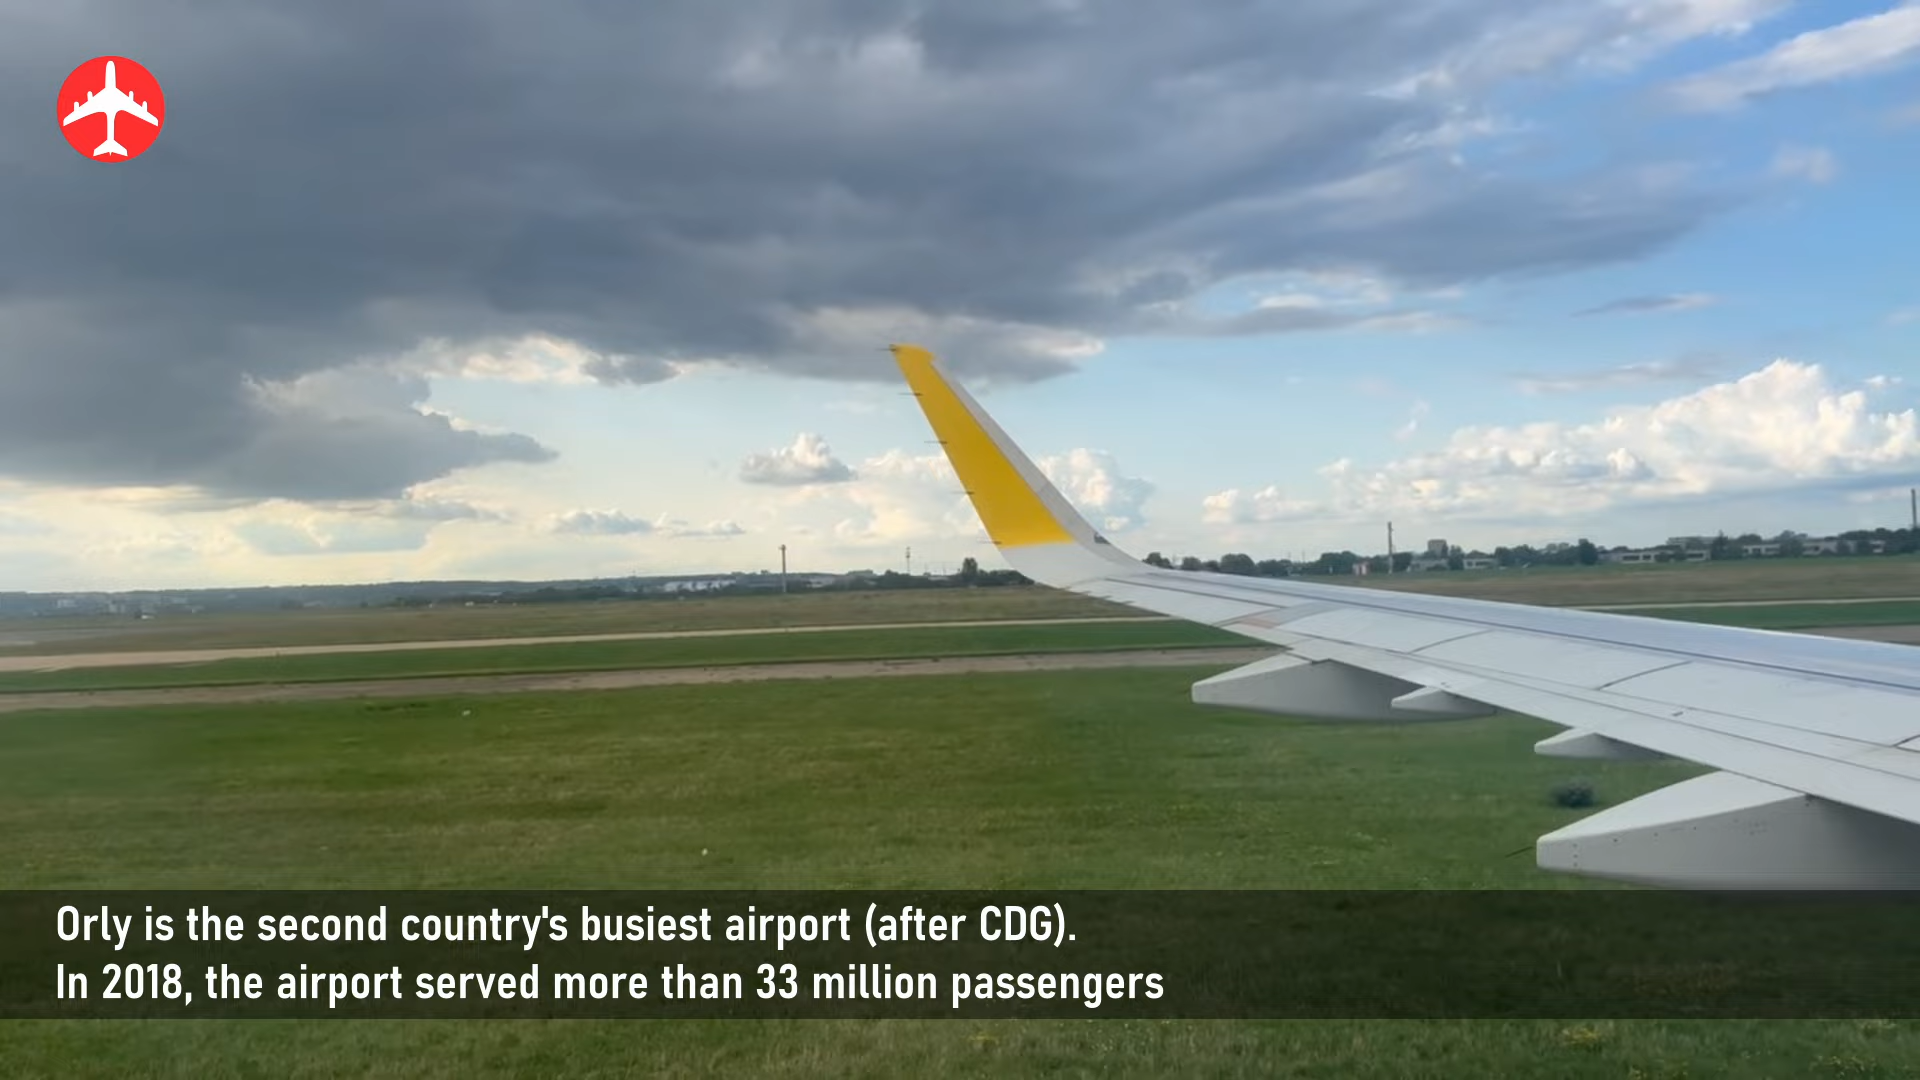 Orly is the second country's busiest airport (after CDG).
In 2018, the airport served more than 33 million passengers